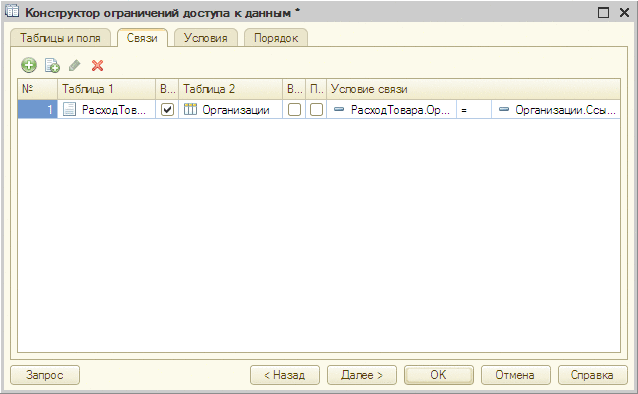 Конструктор ограничений доступа к данным *
Таблицы и поля Связи Условия Порядок
№ Таблица 1 В... Таблица 2 В... П... Условие связи
1 РасходТов... Организации РасходТовара.Ор... = Организации.Ссы...
Запрос < Назад Далее > OK Отмена Справка